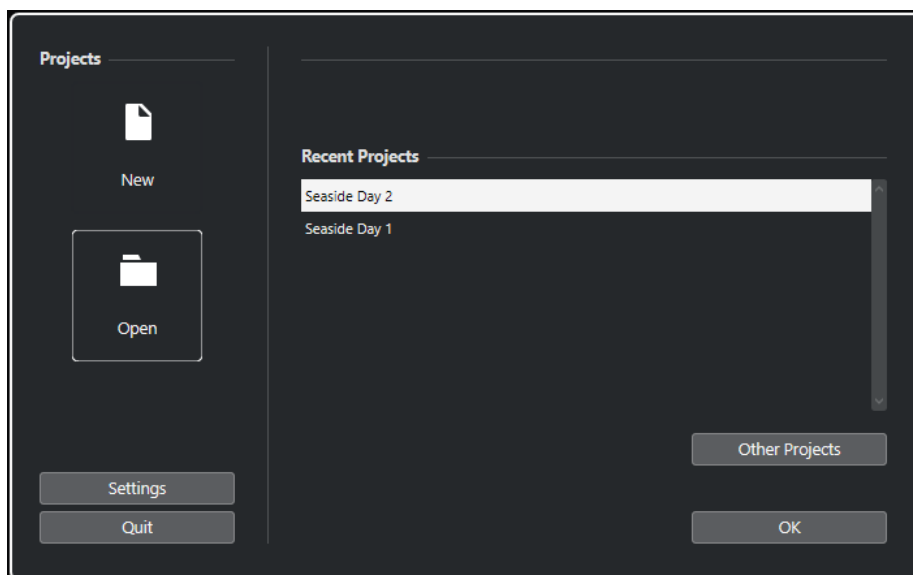 Projects
New
Open
Settings
Quit
Recent Projects
Seaside Day 2
Seaside Day 1
Other Projects
OK